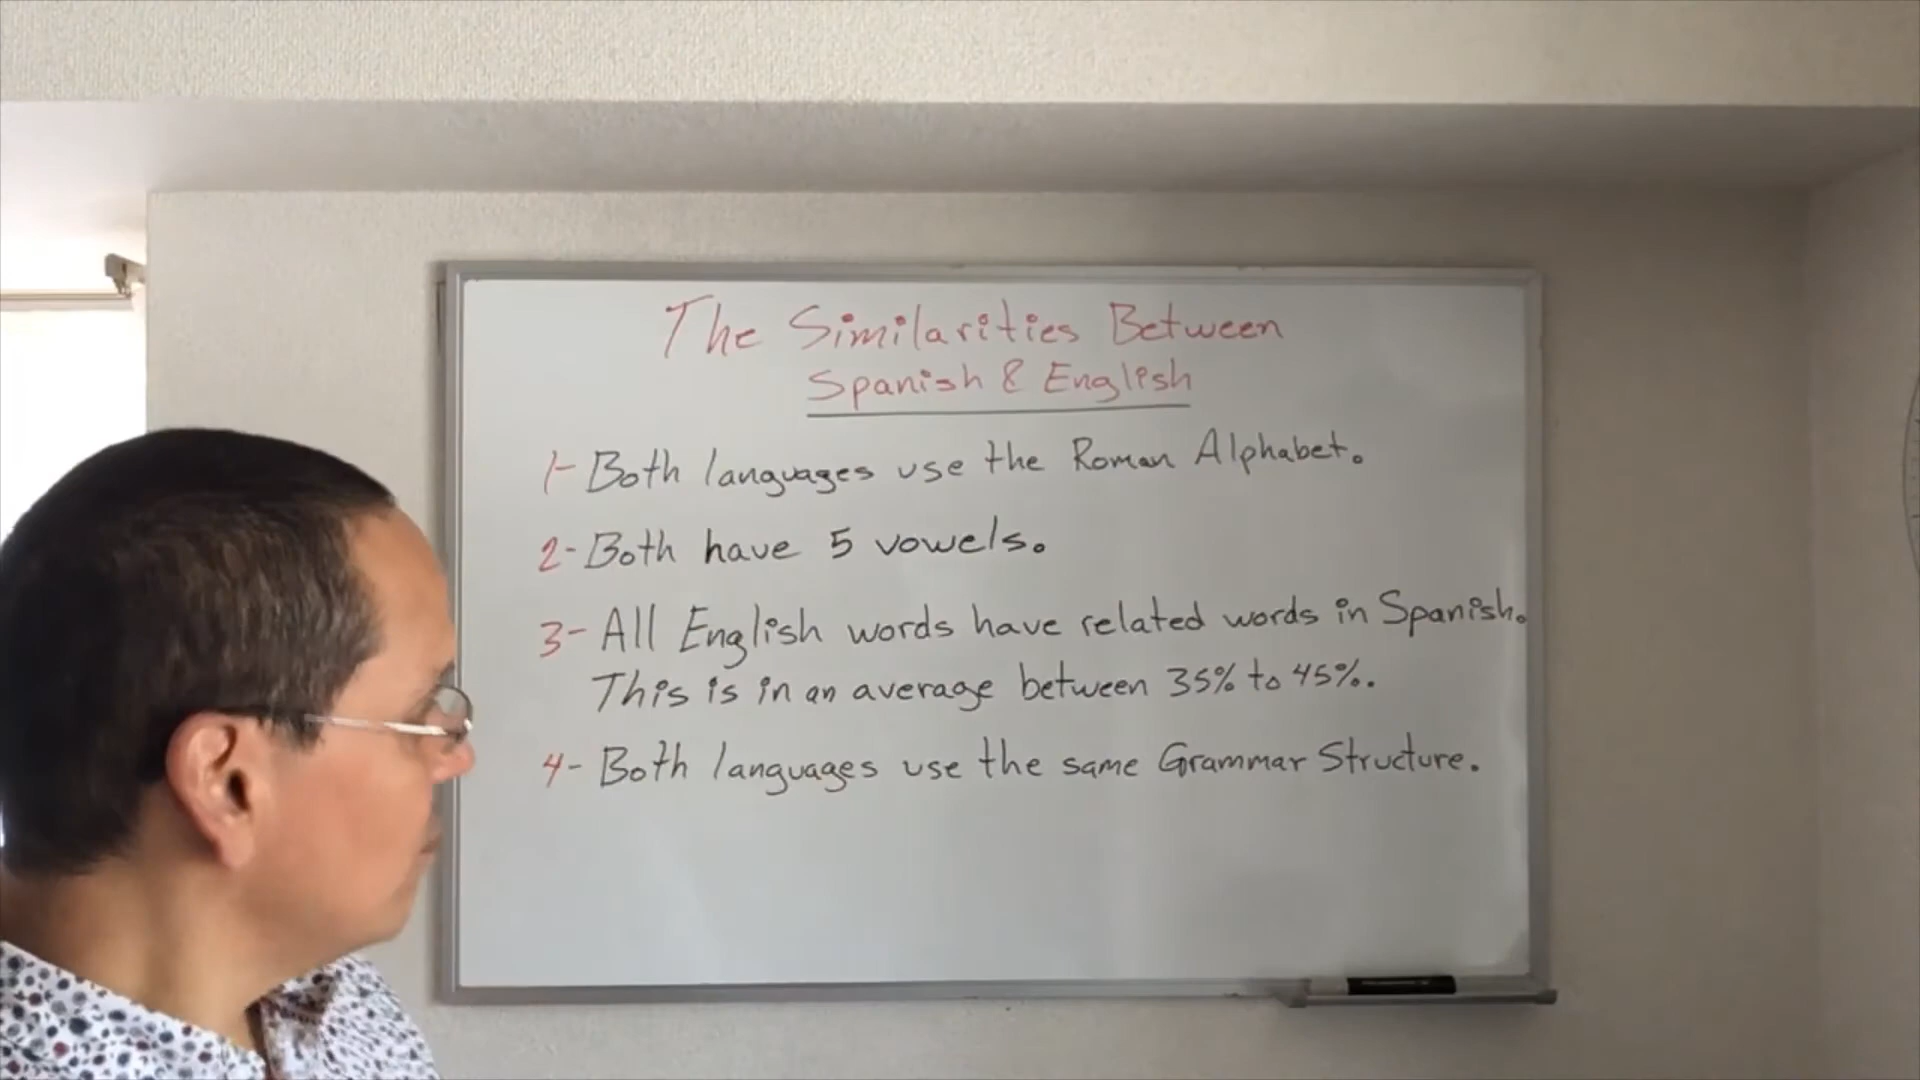 The Similarities Between
Spanish & English
1- Both languages use the Roman Alphabet.
2- Both have 5 vowels.
3- All English words have related words in Spanish.
This is in an average between 35% to 45%.
4- Both languages use the same Grammar Structure.